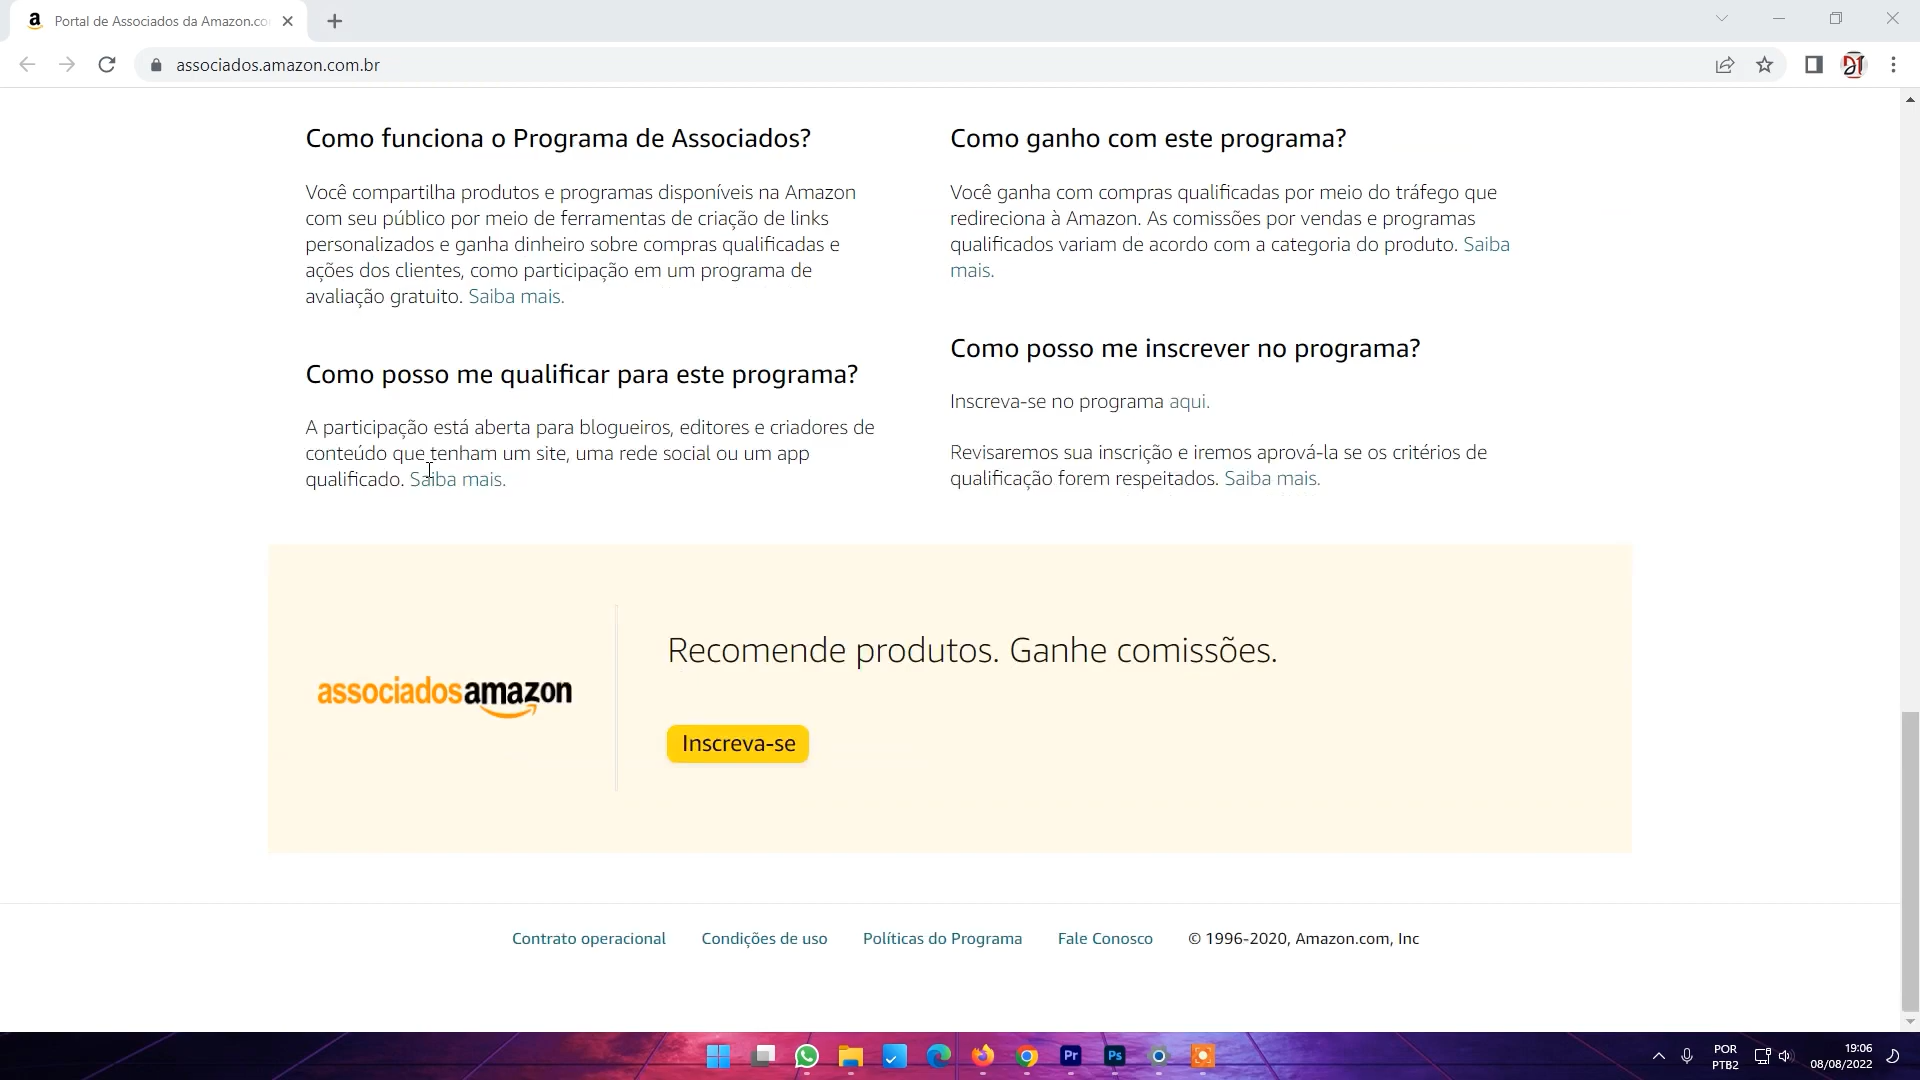 Portal de Associados da Amazon.co
associados.amazon.com.br
Como funciona o Programa de Associados?
Você compartilha produtos e programas disponíveis na Amazon
com seu público por meio de ferramentas de criação de links
personalizados e ganha dinheiro sobre compras qualificadas e
ações dos clientes, como participação em um programa de
avaliação gratuito. Saiba mais.
Como posso me qualificar para este programa?
A participação está aberta para blogueiros, editores e criadores de
conteúdo que tenham um site, uma rede social ou um app
qualificado. Saiba mais.
Como ganho com este programa?
Você ganha com compras qualificadas por meio do tráfego que
redireciona à Amazon. As comissões por vendas e programas
qualificados variam de acordo com a categoria do produto. Saiba
mais.
Como posso me inscrever no programa?
Inscreva-se no programa aqui.
Revisaremos sua inscrição e iremos aprová-la se os critérios de
qualificação forem respeitados. Saiba mais.
associadosamazon
Recomende produtos. Ganhe comissões.
Inscreva-se
Contrato operacional Condições de uso Políticas do Programa Fale Conosco © 1996-2020, Amazon.com, Inc
Pr Ps
POR
PTB2
19:06
08/08/2022